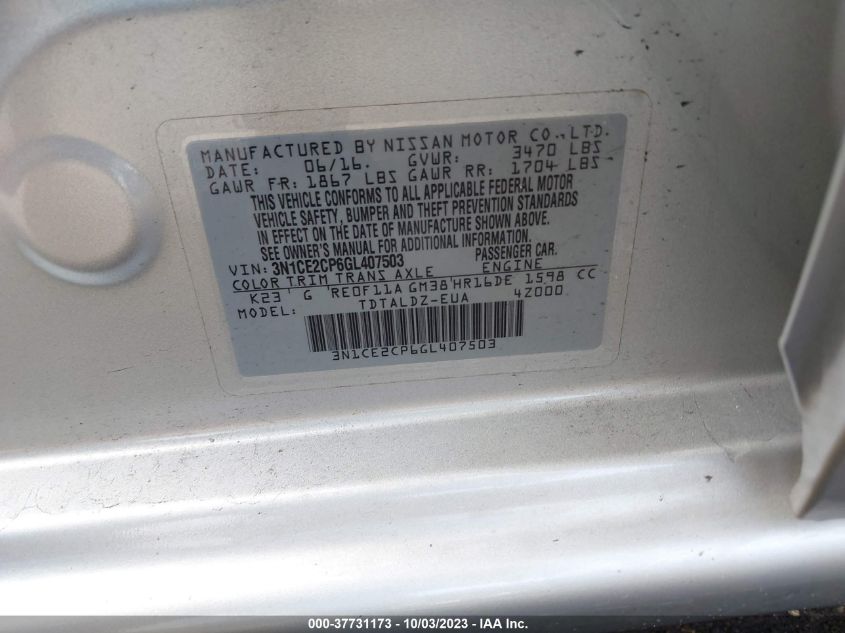 MANUFACTURED BY NISSAN MOTOR CO.,LTD.
DATE: 06/16. GVWR: 3470 LBS
GAWR FR: 1867 LBS GAWR RR: 1704 LBS
THIS VEHICLE CONFORMS TO ALL APPLICABLE FEDERAL MOTOR
VEHICLE SAFETY, BUMPER AND THEFT PREVENTION STANDARDS
IN EFFECT ON THE DATE OF MANUFACTURE SHOWN ABOVE.
SEE OWNER'S MANUAL FOR ADDITIONAL INFORMATION.
VIN: 3N1CE2CP6GL407503 PASSENGER CAR.
COLOR TRIM TRANS AXLE ENGINE
K23 ' G 'RE0F11A GM38'HR16DE 1598 CC
MODEL: TDTALDZ-EUA 4Z000
3N1CE2CP6GL407503
000-37731173 - 10/03/2023 - Copyright © 2023 IAA, Inc.